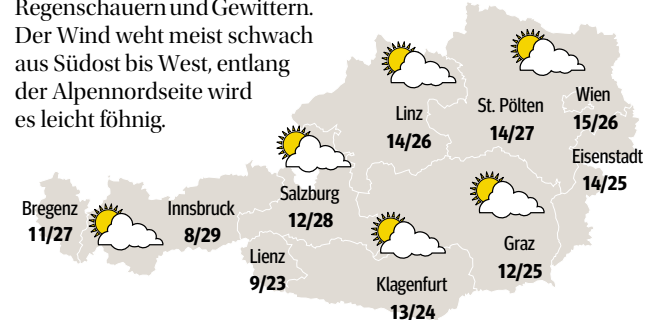 Regenschauern und Gewittern.
Der Wind weht meist schwach
aus Südost bis West, entlang
der Alpennordseite wird
es leicht föhnig.
Linz
14/26
St. Pölten
14/27
Wien
15/26
Eisenstadt
14/25
Bregenz
11/27
Innsbruck
8/29
Salzburg
12/28
Lienz
9/23
Klagenfurt
13/24
Graz
12/25